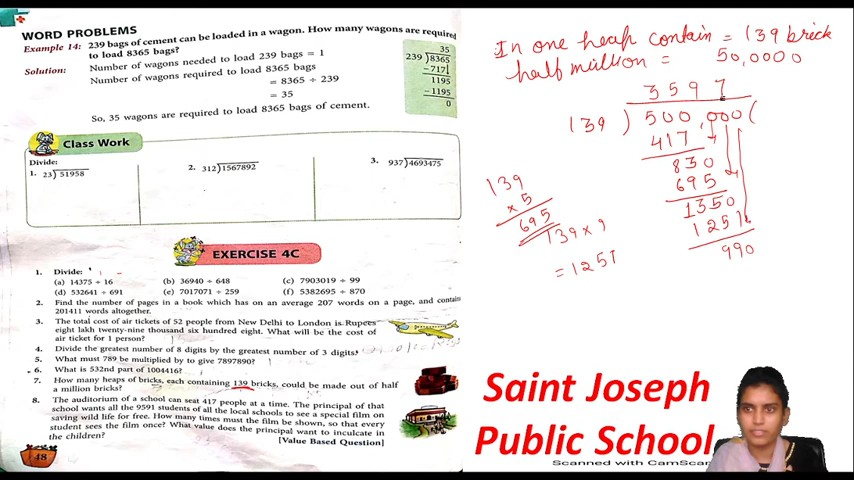 WORD PROBLEMS
Example 14: 239 bags of cement can be loaded in a wagon. How many wagons are required
to load 8365 bags?
Solution: Number of wagons needed to load 239 bags = 1
Number of wagons required to load 8365 bags
= 8365 ÷ 239
= 35
So, 35 wagons are required to load 8365 bags of cement.
35
239 ) 8365
- 717↓
1195
- 1195
0
Class Work
Divide:
1. 23) 51958
2. 312) 1567892
3. 937) 4693475
EXERCISE 4C
1. Divide:
(a) 14375 ÷ 16 (b) 36940 ÷ 648 (c) 7903019 ÷ 99
(d) 532641 ÷ 691 (e) 7017071 ÷ 259 (f) 5382695 ÷ 870
2. Find the number of pages in a book which has on an average 207 words on a page, and contain
201411 words altogether.
3. The total cost of air tickets of 52 people from New Delhi to London is Rupees
eight lakh twenty-nine thousand six hundred eight. What will be the cost of
air ticket for 1 person?
4. Divide the greatest number of 8 digits by the greatest number of 3 digits.
5. What must 789 be multiplied by to give 7897890?
6. What is 532nd part of 1004416?
7. How many heaps of bricks, each containing 139 bricks, could be made out of half
a million bricks?
8. The auditorium of a school can seat 417 people at a time. The principal of that
school wants all the 9591 students of all the local schools to see a special film on
saving wild life for free. How many times must the film be shown, so that every
student sees the film once? What value does the principal want to inculcate in
the children?
[Value Based Question]
48
In one heap contain = 139 brick
half million = 50,0000
3 5 9 7
139 ) 500,000 (
417
830
695
1350
1251
990
139
× 5
695
139 × 9
= 1251
Saint Joseph
Public School
Scanned with CamScan